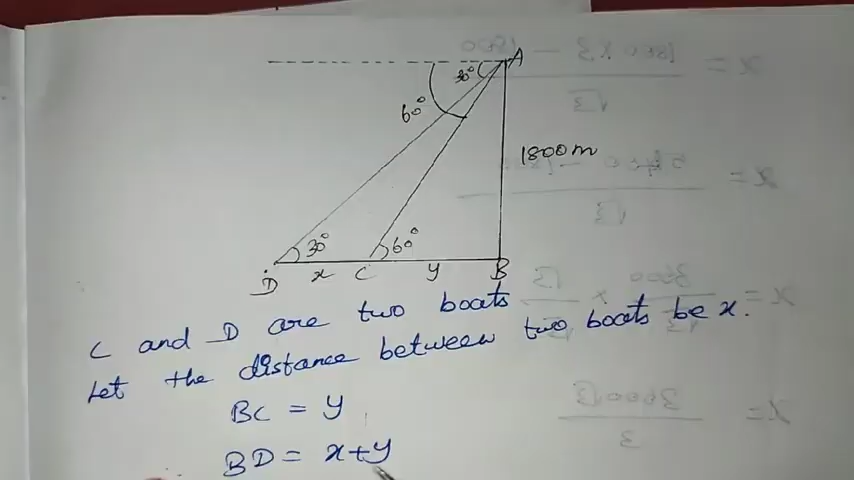 A
30°
60°
1800m
30°
60°
D x C y B
C and D are two boats
Let the distance between two boats be x.
BC = y
∴ BD = x+y